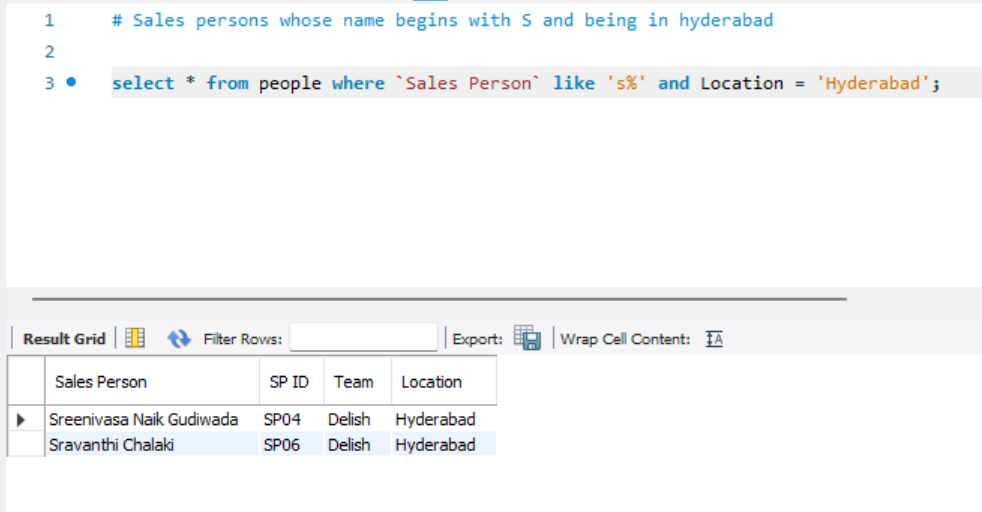 1 # Sales persons whose name begins with S and being in hyderabad
2
3 select * from people where `Sales Person` like 's%' and Location = 'Hyderabad';
Result Grid Filter Rows: Export: Wrap Cell Content: IA
Sales Person SP ID Team Location
Sreenivasa Naik Gudiwada SP04 Delish Hyderabad
Sravanthi Chalaki SP06 Delish Hyderabad